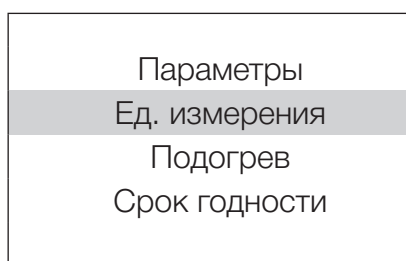 Параметры
Ед. измерения
Подогрев
Срок годности